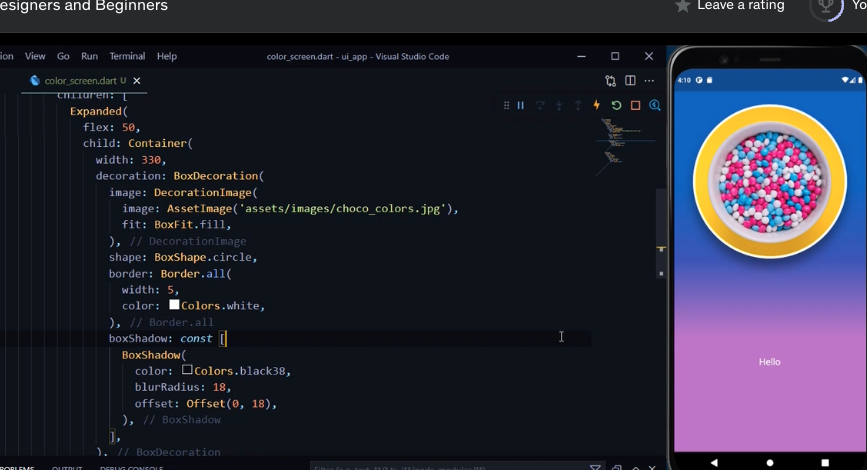 esigners and Beginners
Leave a rating
Yo
ion View Go Run Terminal Help
color_screen.dart - ui_app - Visual Studio Code
color_screen.dart U
children: [
Expanded(
flex: 50,
child: Container(
width: 330,
decoration: BoxDecoration(
image: DecorationImage(
image: AssetImage('assets/images/choco_colors.jpg'),
fit: BoxFit.fill,
), // DecorationImage
shape: BoxShape.circle,
border: Border.all(
width: 5,
color: Colors.white,
), // Border.all
boxShadow: const [
BoxShadow(
color: Colors.black38,
blurRadius: 18,
offset: Offset(0, 18),
), // BoxShadow
],
), // BoxDecoration
ROBLEMS OUTPUT DEBUG CONSOLE
4:10
Hello